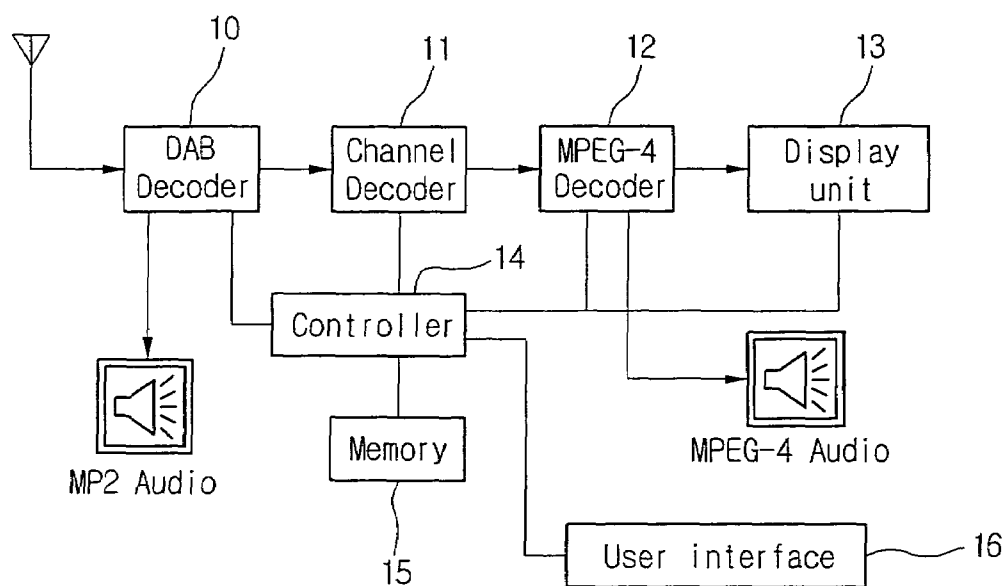 10
11
12
13
DAB
Decoder
Channel
Decoder
MPEG-4
Decoder
Display
unit
14
Controller
MP2 Audio
Memory
MPEG-4 Audio
15
User interface
16